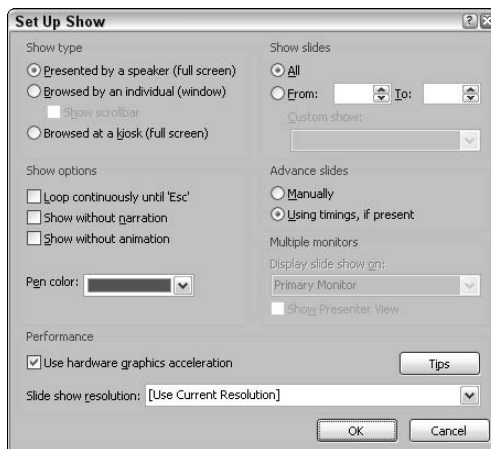 Set Up Show
Show type
Presented by a speaker (full screen)
Browsed by an individual (window)
Show scrollbar
Browsed at a kiosk (full screen)
Show slides
All
From: To:
Custom show:
Show options
Loop continuously until 'Esc'
Show without narration
Show without animation
Pen color:
Advance slides
Manually
Using timings, if present
Multiple monitors
Display slide show on:
Primary Monitor
Show Presenter View
Performance
Use hardware graphics acceleration
Tips
Slide show resolution: [Use Current Resolution]
OK Cancel